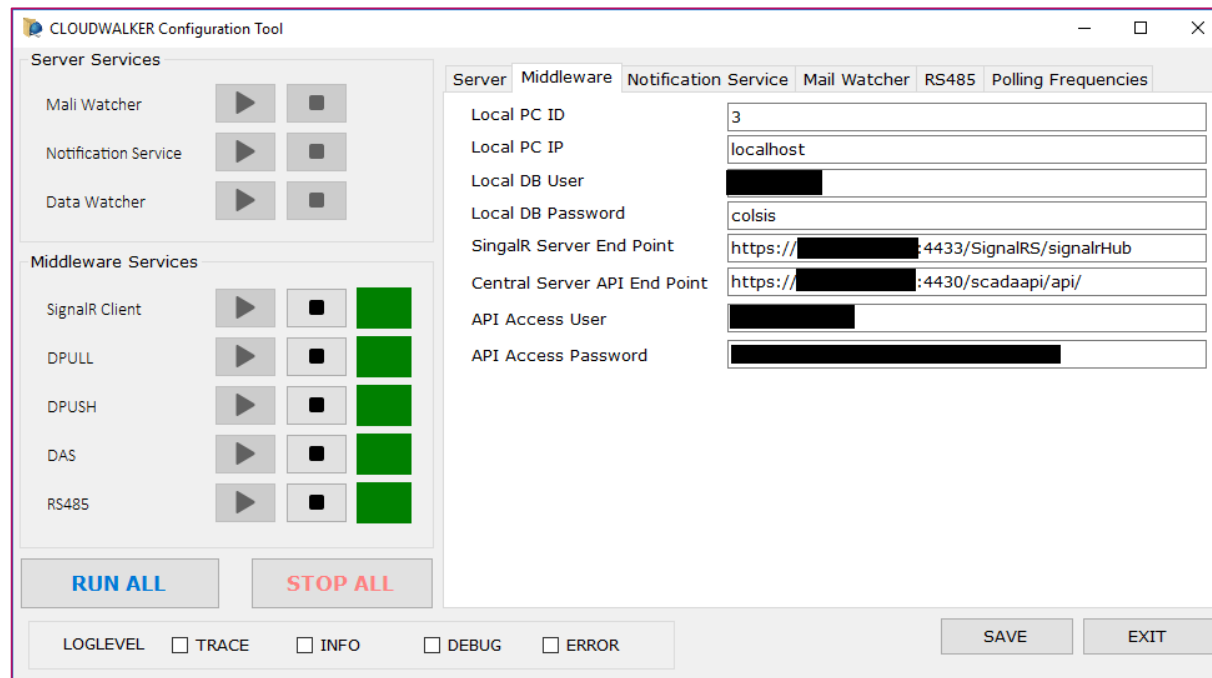 CLOUDWALKER Configuration Tool
Server Services
Mali Watcher
Notification Service
Data Watcher
Middleware Services
SignalR Client
DPULL
DPUSH
DAS
RS485
RUN ALL STOP ALL
Server Middleware Notification Service Mail Watcher RS485 Polling Frequencies
Local PC ID 3
Local PC IP localhost
Local DB User
Local DB Password colsis
SingalR Server End Point https:// :4433/SignalRS/signalrHub
Central Server API End Point https:// :4430/scadaapi/api/
API Access User
API Access Password
LOGLEVEL TRACE INFO DEBUG ERROR
SAVE EXIT